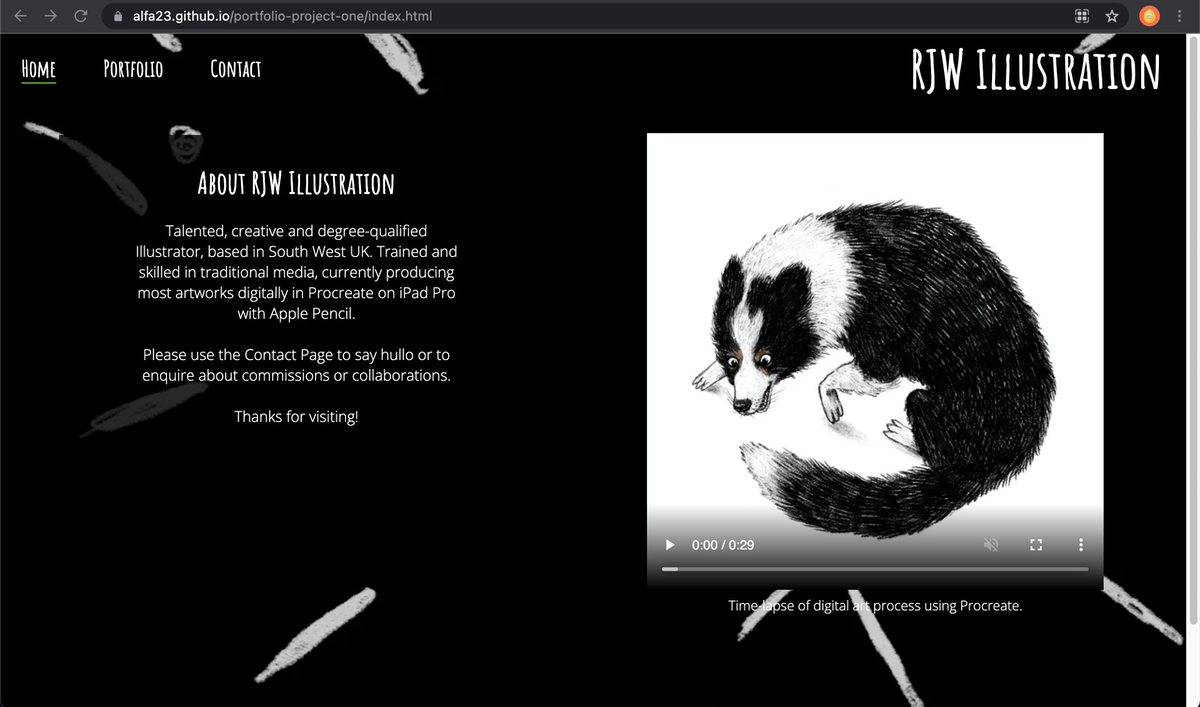 alfa23.github.io/portfolio-project-one/index.html
Home Portfolio Contact
RJW Illustration
About RJW Illustration
Talented, creative and degree-qualified
Illustrator, based in South West UK. Trained and
skilled in traditional media, currently producing
most artworks digitally in Procreate on iPad Pro
with Apple Pencil.
Please use the Contact Page to say hullo or to
enquire about commissions or collaborations.
Thanks for visiting!
0:00 / 0:29
Time-lapse of digital art process using Procreate.